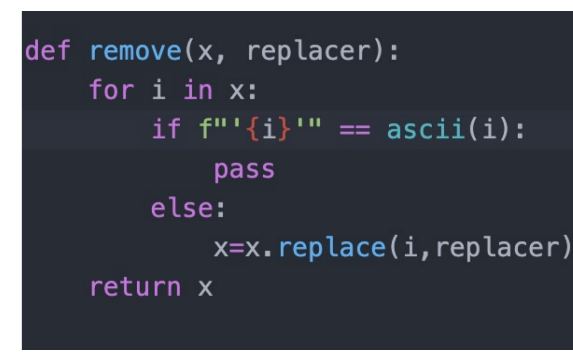 def remove(x, replacer):
    for i in x:
        if f"'{i}'" == ascii(i):
            pass
        else:
            x=x.replace(i,replacer)
    return x